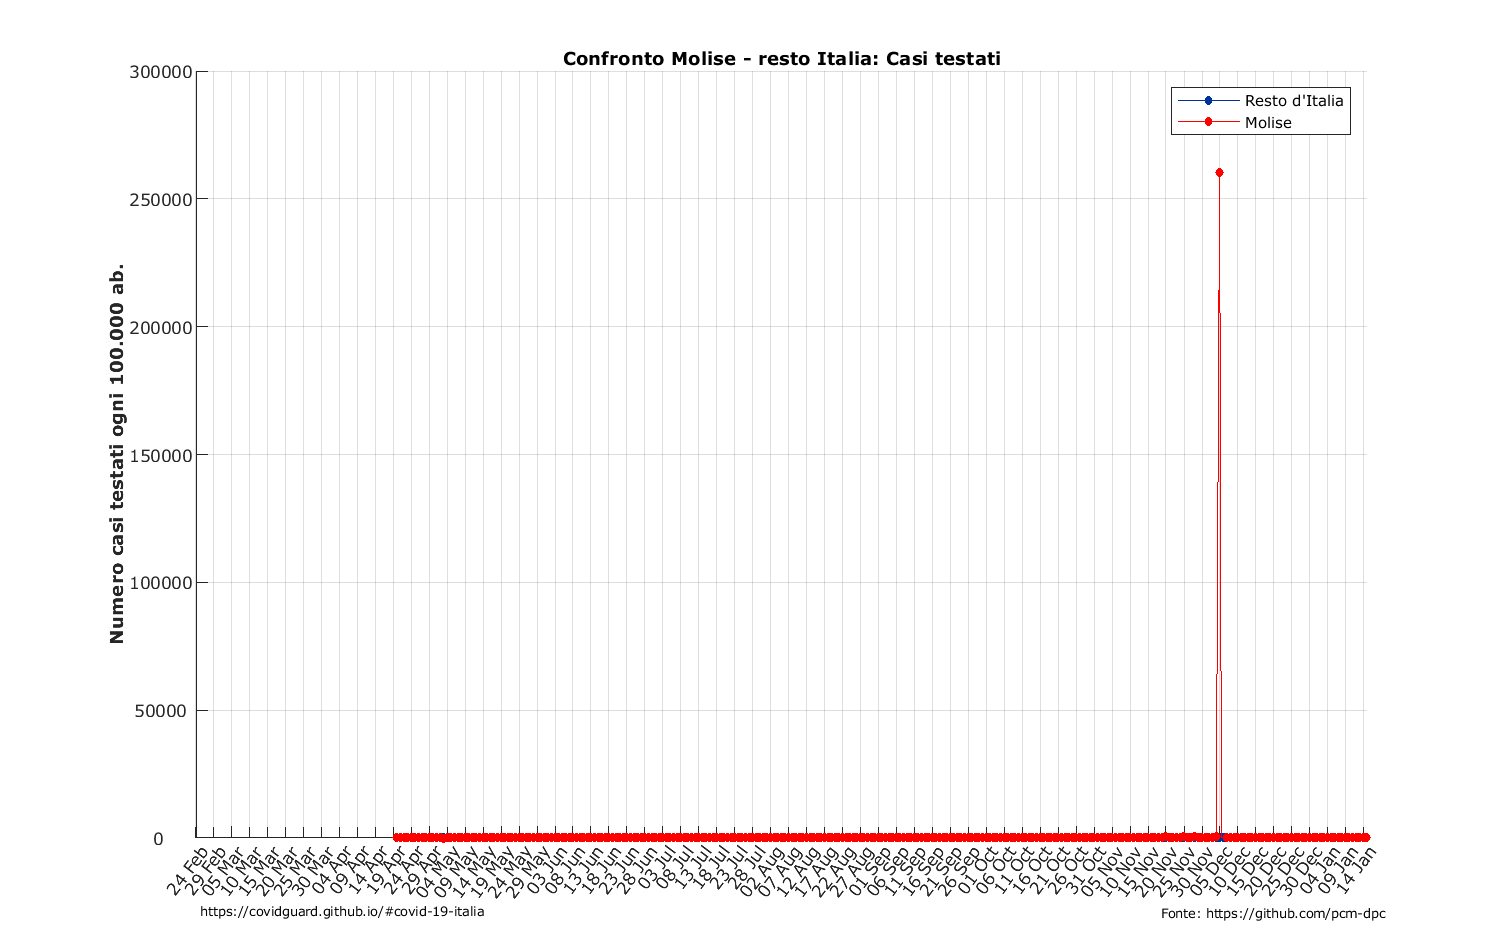 Confronto Molise - resto Italia: Casi testati
Resto d'Italia
Molise
Numero casi testati ogni 100.000 ab.
300000
250000
200000
150000
100000
50000
0
24 Feb
29 Feb
05 Mar
10 Mar
15 Mar
20 Mar
25 Mar
30 Mar
04 Apr
09 Apr
14 Apr
19 Apr
24 Apr
29 Apr
04 May
09 May
14 May
19 May
24 May
29 May
03 Jun
08 Jun
13 Jun
18 Jun
23 Jun
28 Jun
03 Jul
08 Jul
13 Jul
18 Jul
23 Jul
28 Jul
02 Aug
07 Aug
12 Aug
17 Aug
22 Aug
27 Aug
01 Sep
06 Sep
11 Sep
16 Sep
21 Sep
26 Sep
01 Oct
06 Oct
11 Oct
16 Oct
21 Oct
26 Oct
31 Oct
05 Nov
10 Nov
15 Nov
20 Nov
25 Nov
30 Nov
05 Dec
10 Dec
15 Dec
20 Dec
25 Dec
30 Dec
04 Jan
09 Jan
14 Jan
https://covidguard.github.io/#covid-19-italia
Fonte: https://github.com/pcm-dpc